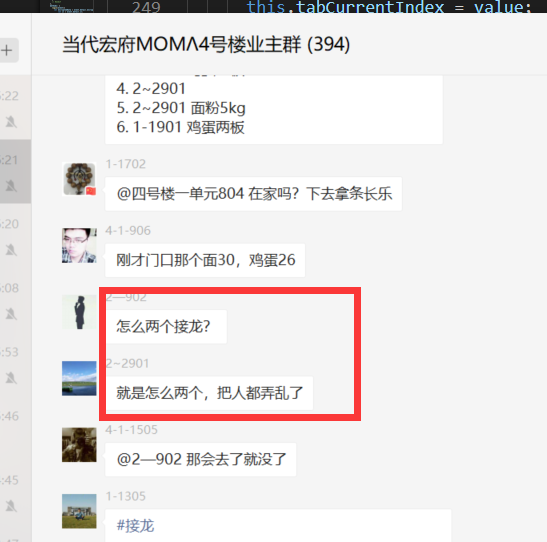 249
this.tabCurrentIndex = value;
当代宏府MOMΛ4号楼业主群 (394)
:22
4. 2~2901
5. 2~2901 面粉5kg
6. 1-1901 鸡蛋两板
:21
1-1702
@四号楼一单元804 在家吗？下去拿条长乐
:20
4-1-906
刚才门口那个面30，鸡蛋26
:08
2—902
怎么两个接龙？
:53
2~2901
就是怎么两个，把人都弄乱了
:46
4-1-1505
@2—902 那会去了就没了
:45
1-1305
#接龙